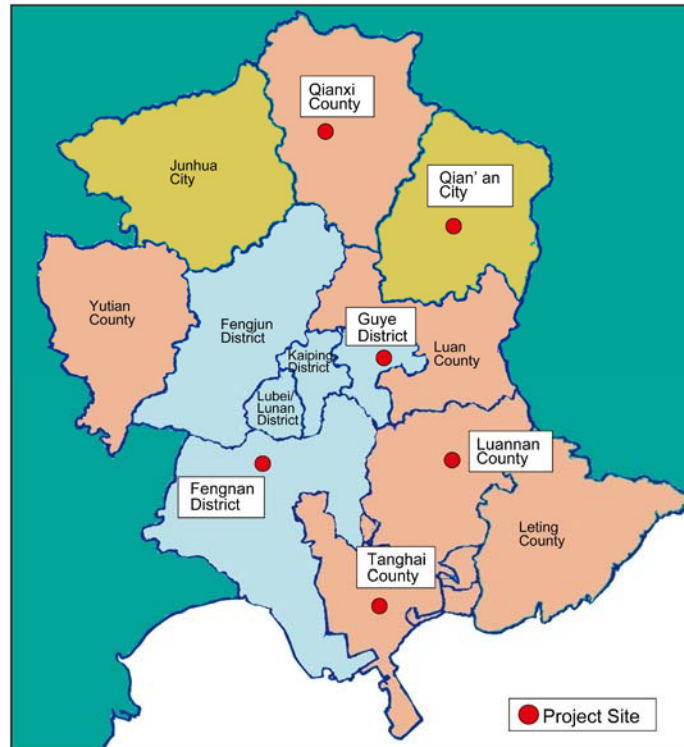 Qianxi
County
Junhua
City
Qian' an
City
Yutian
County
Fengjun
District
Guye
District
Kaiping
District
Luan
County
Lubei/
Lunan
District
Luannan
County
Fengnan
District
Leting
County
Tanghai
County
Project Site